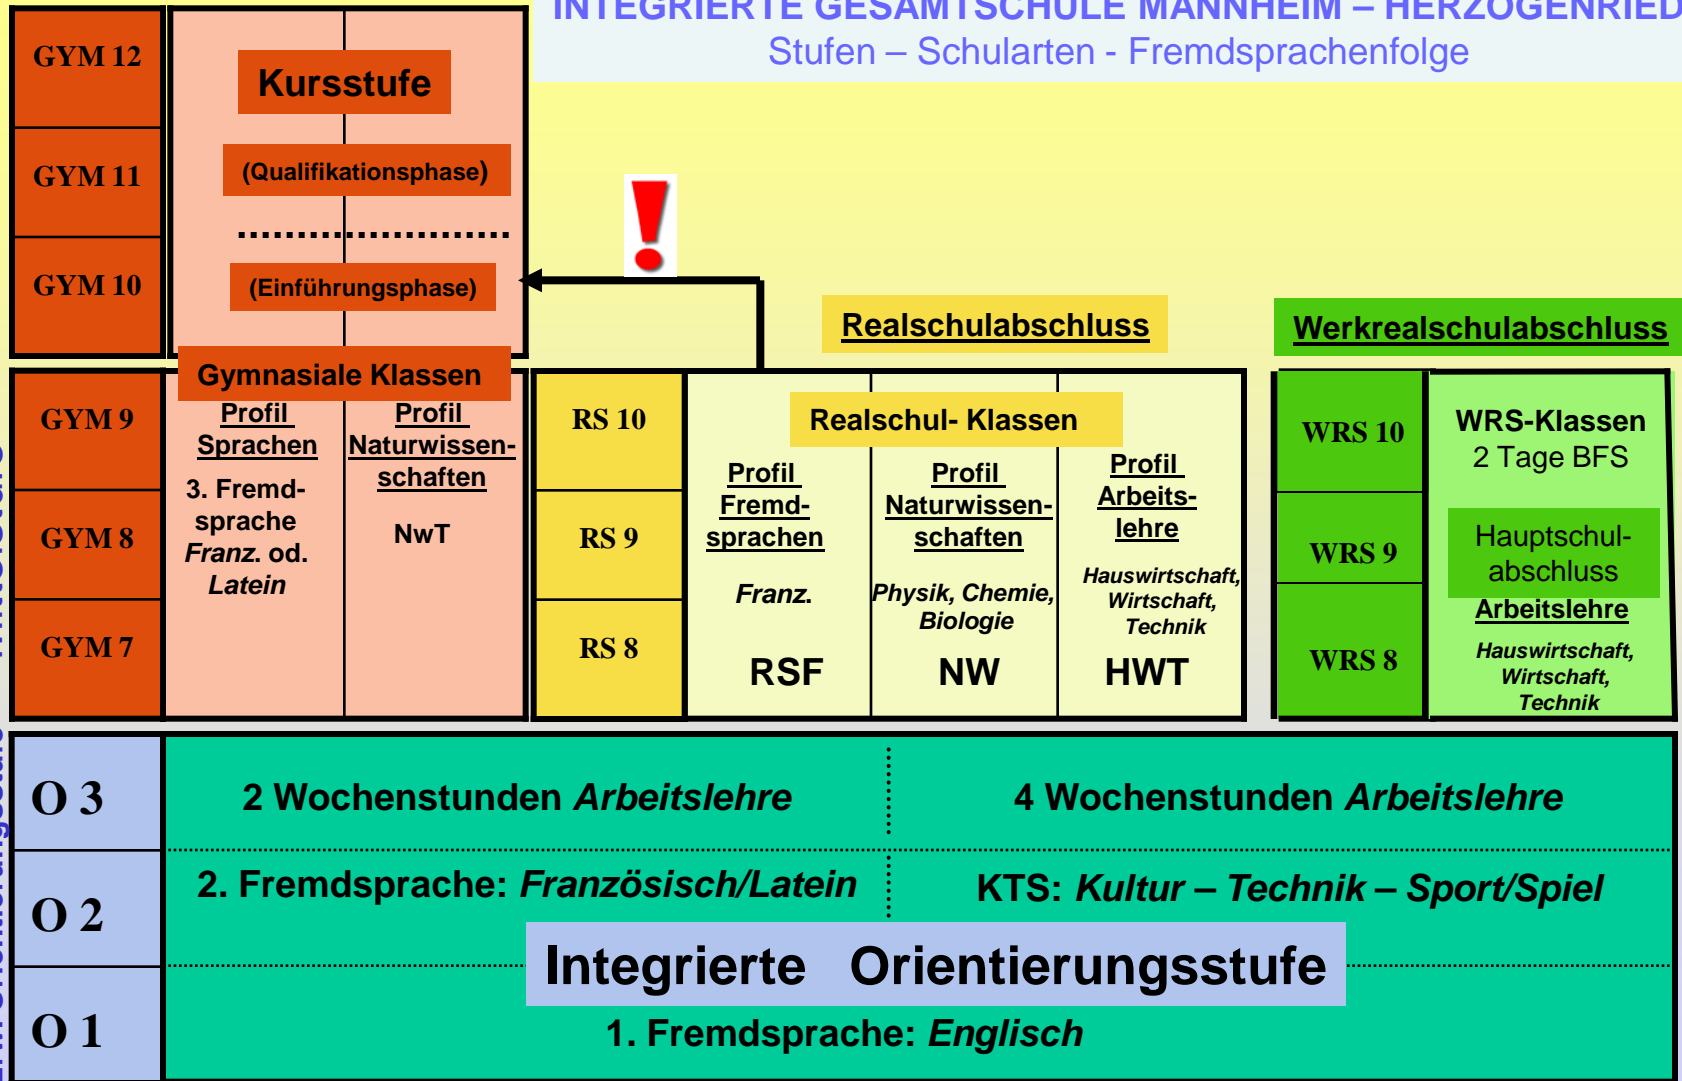 INTEGRIERTE GESAMTSCHULE MANNHEIM – HERZOGENRIED
Stufen – Schularten - Fremdsprachenfolge
GYM 12
Kursstufe
GYM 11
(Qualifikationsphase)
GYM 10
(Einführungsphase)
Realschulabschluss
Werkrealschulabschluss
Gymnasiale Klassen
GYM 9
GYM 8
GYM 7
Profil
Sprachen
3. Fremd-
sprache
Franz. od.
Latein
Profil
Naturwissen-
schaften
NwT
RS 10
RS 9
RS 8
Realschul- Klassen
Profil
Fremd-
sprachen
Franz.
RSF
Profil
Naturwissen-
schaften
Physik, Chemie,
Biologie
NW
Profil
Arbeits-
lehre
Hauswirtschaft,
Wirtschaft,
Technik
HWT
WRS 10
WRS 9
WRS 8
WRS-Klassen
2 Tage BFS
Hauptschul-
abschluss
Arbeitslehre
Hauswirtschaft,
Wirtschaft,
Technik
O 3
2 Wochenstunden Arbeitslehre
4 Wochenstunden Arbeitslehre
O 2
2. Fremdsprache: Französisch/Latein
KTS: Kultur – Technik – Sport/Spiel
Integrierte Orientierungsstufe
O 1
1. Fremdsprache: Englisch